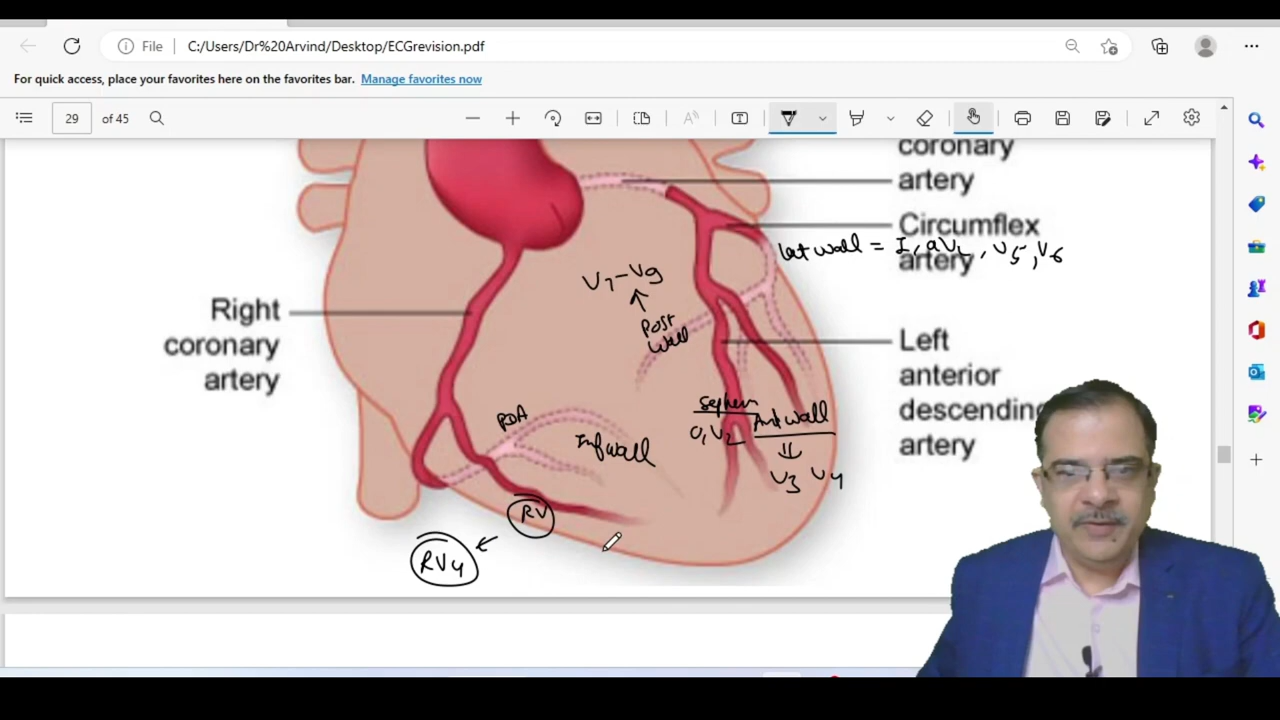 File
C:/Users/Dr%20Arvind/Desktop/ECGrevision.pdf
For quick access, place your favorites here on the favorites bar. Manage favorites now
29 of 45
coronary
artery
Circumflex
artery
Lat wall = I, aVL, V5, V6
V7-V9
Post
wall
Right
coronary
artery
Left
anterior
descending
artery
PDA
Inf wall
Septum
Ant wall
V3 V4
RV
RV4